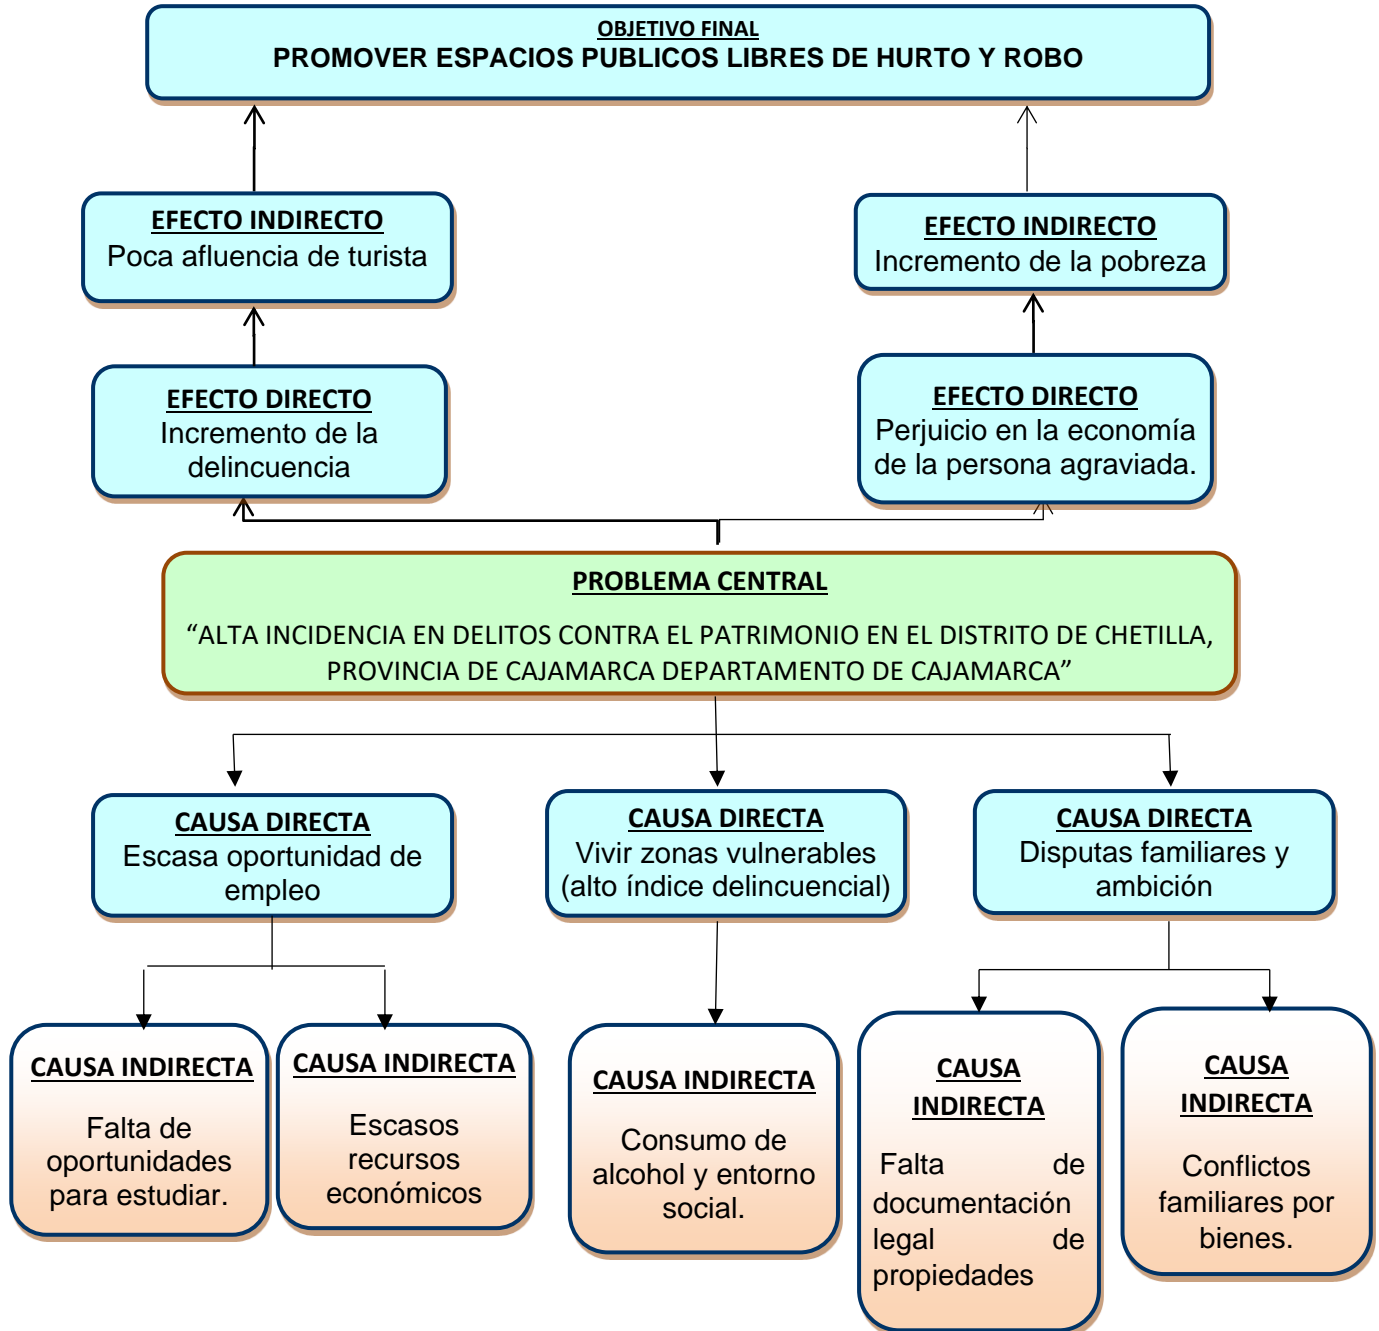 OBJETIVO FINAL
PROMOVER ESPACIOS PUBLICOS LIBRES DE HURTO Y ROBO
EFECTO INDIRECTO
Poca afluencia de turista
EFECTO INDIRECTO
Incremento de la pobreza
EFECTO DIRECTO
Incremento de la
delincuencia
EFECTO DIRECTO
Perjuicio en la economía
de la persona agraviada.
PROBLEMA CENTRAL
“ALTA INCIDENCIA EN DELITOS CONTRA EL PATRIMONIO EN EL DISTRITO DE CHETILLA,
PROVINCIA DE CAJAMARCA DEPARTAMENTO DE CAJAMARCA”
CAUSA DIRECTA
Escasa oportunidad de
empleo
CAUSA DIRECTA
Vivir zonas vulnerables
(alto índice delincuencial)
CAUSA DIRECTA
Disputas familiares y
ambición
CAUSA INDIRECTA
Falta de
oportunidades
para estudiar.
CAUSA INDIRECTA
Escasos
recursos
económicos
CAUSA INDIRECTA
Consumo de
alcohol y entorno
social.
CAUSA
INDIRECTA
Falta de
documentación
legal de
propiedades
CAUSA
INDIRECTA
Conflictos
familiares por
bienes.